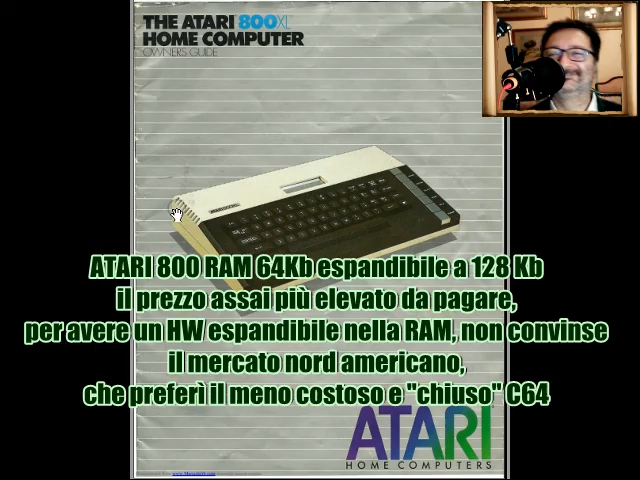 THE ATARI 800XL
HOME COMPUTER
OWNERS GUIDE
ATARI 800 RAM 64Kb espandibile a 128 Kb
il prezzo assai più elevato da pagare,
per avere un HW espandibile nella RAM, non convinse
il mercato nord americano,
che preferì il meno costoso e "chiuso" C64
ATARI
HOME COMPUTERS